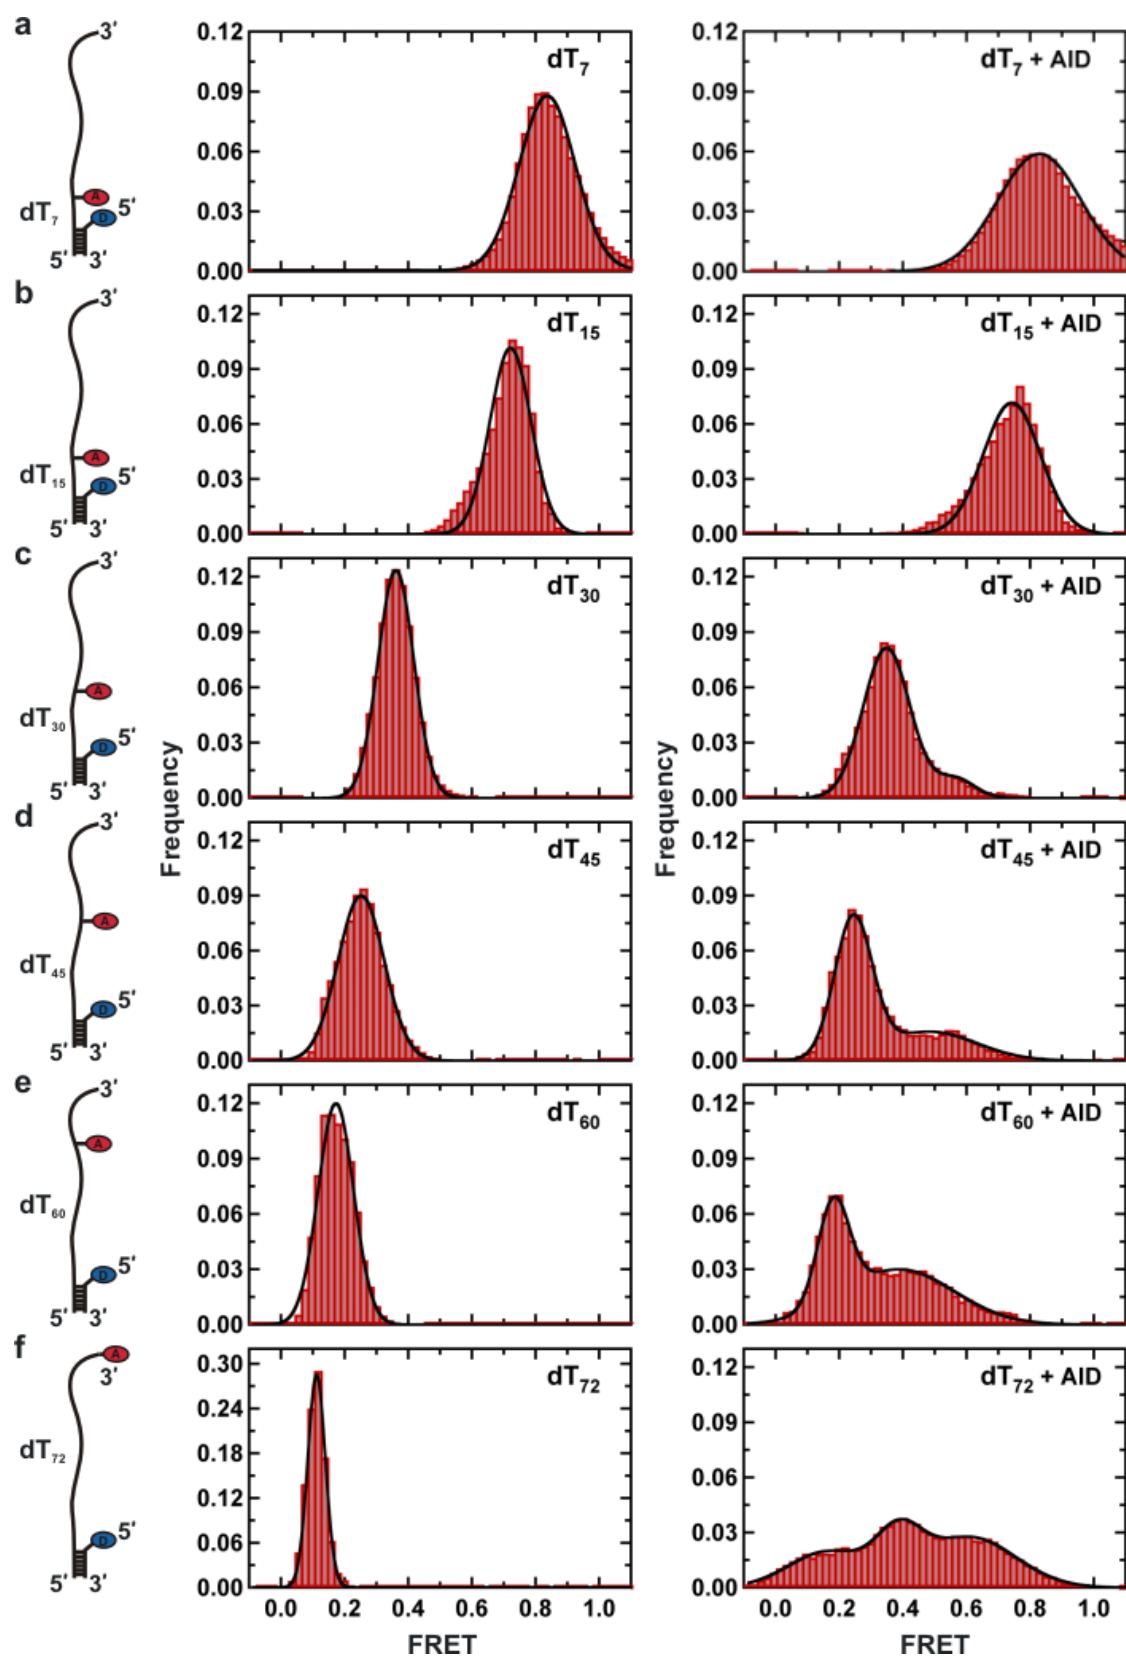 a
3′
A
D
5′
dT7
5′ 3′
0.12
0.09
0.06
0.03
0.00
dT7
0.12
0.09
0.06
0.03
0.00
dT7 + AID
b
3′
A
D
5′
dT15
5′ 3′
0.12
0.09
0.06
0.03
0.00
dT15
0.12
0.09
0.06
0.03
0.00
dT15 + AID
c
3′
A
D
5′
dT30
5′ 3′
0.12
0.09
0.06
0.03
0.00
dT30
0.12
0.09
0.06
0.03
0.00
dT30 + AID
Frequency
Frequency
d
3′
A
D
5′
dT45
5′ 3′
0.12
0.09
0.06
0.03
0.00
dT45
0.12
0.09
0.06
0.03
0.00
dT45 + AID
e
3′
A
D
5′
dT60
5′ 3′
0.12
0.09
0.06
0.03
0.00
dT60
0.12
0.09
0.06
0.03
0.00
dT60 + AID
f
A
3′
D
5′
dT72
5′ 3′
0.30
0.24
0.18
0.12
0.06
0.00
dT72
0.12
0.09
0.06
0.03
0.00
dT72 + AID
0.0 0.2 0.4 0.6 0.8 1.0
0.0 0.2 0.4 0.6 0.8 1.0
FRET
FRET